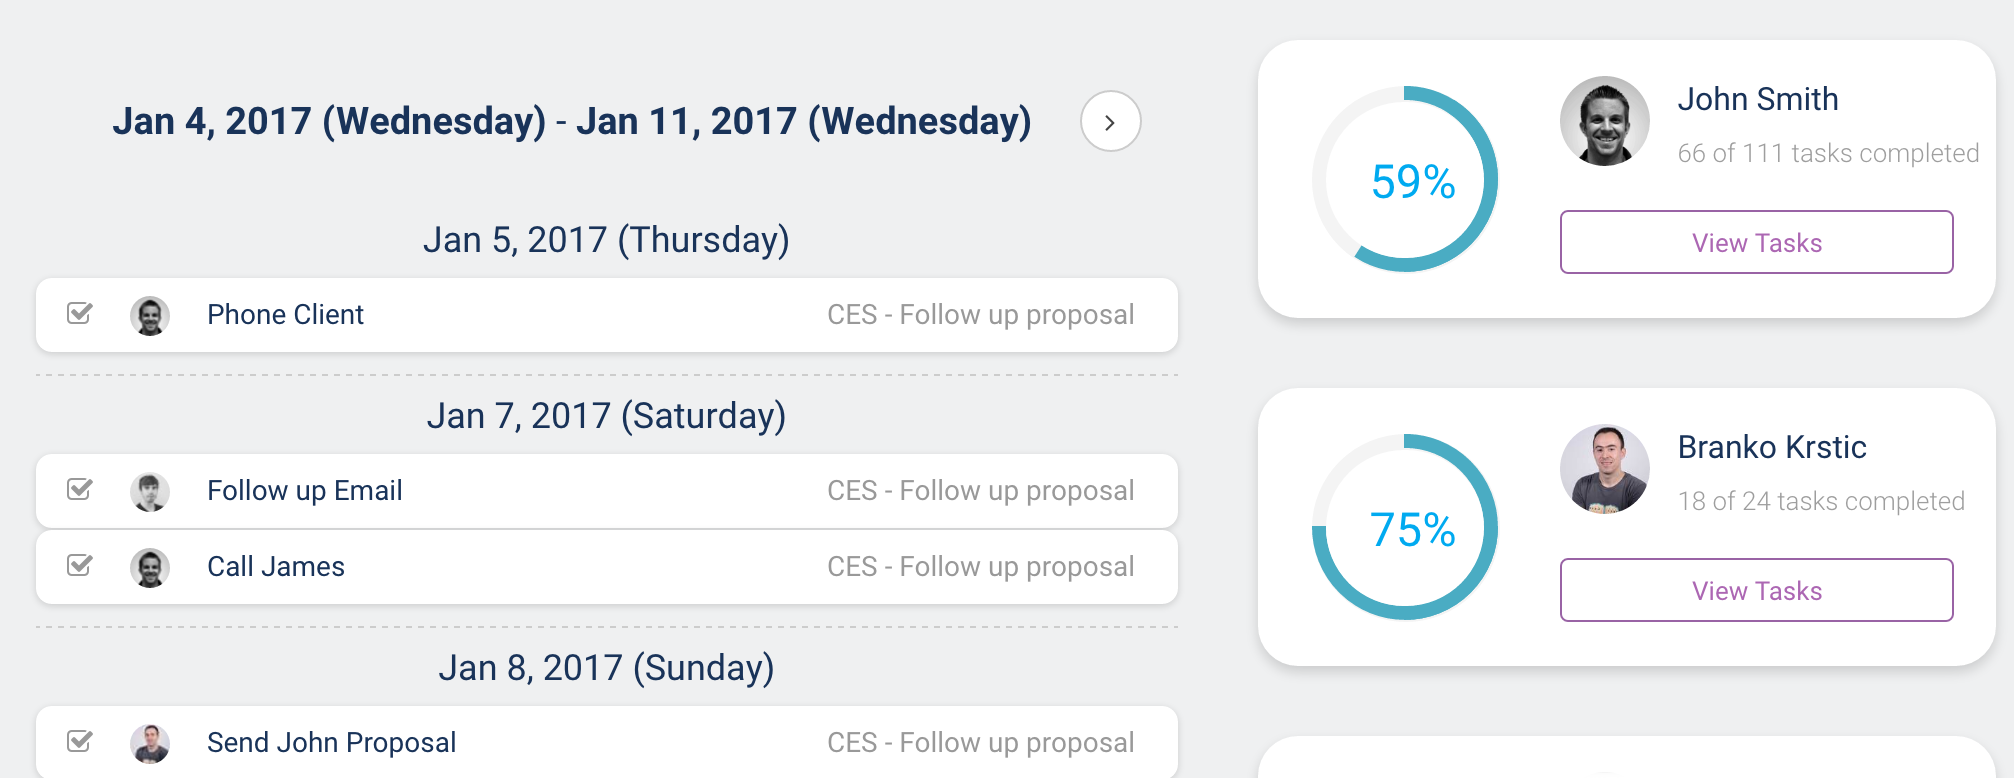 Jan 4, 2017 (Wednesday) - Jan 11, 2017 (Wednesday)
Jan 5, 2017 (Thursday)
Phone Client CES - Follow up proposal
Jan 7, 2017 (Saturday)
Follow up Email CES - Follow up proposal
Call James CES - Follow up proposal
Jan 8, 2017 (Sunday)
Send John Proposal CES - Follow up proposal
59%
John Smith
66 of 111 tasks completed
View Tasks
75%
Branko Krstic
18 of 24 tasks completed
View Tasks